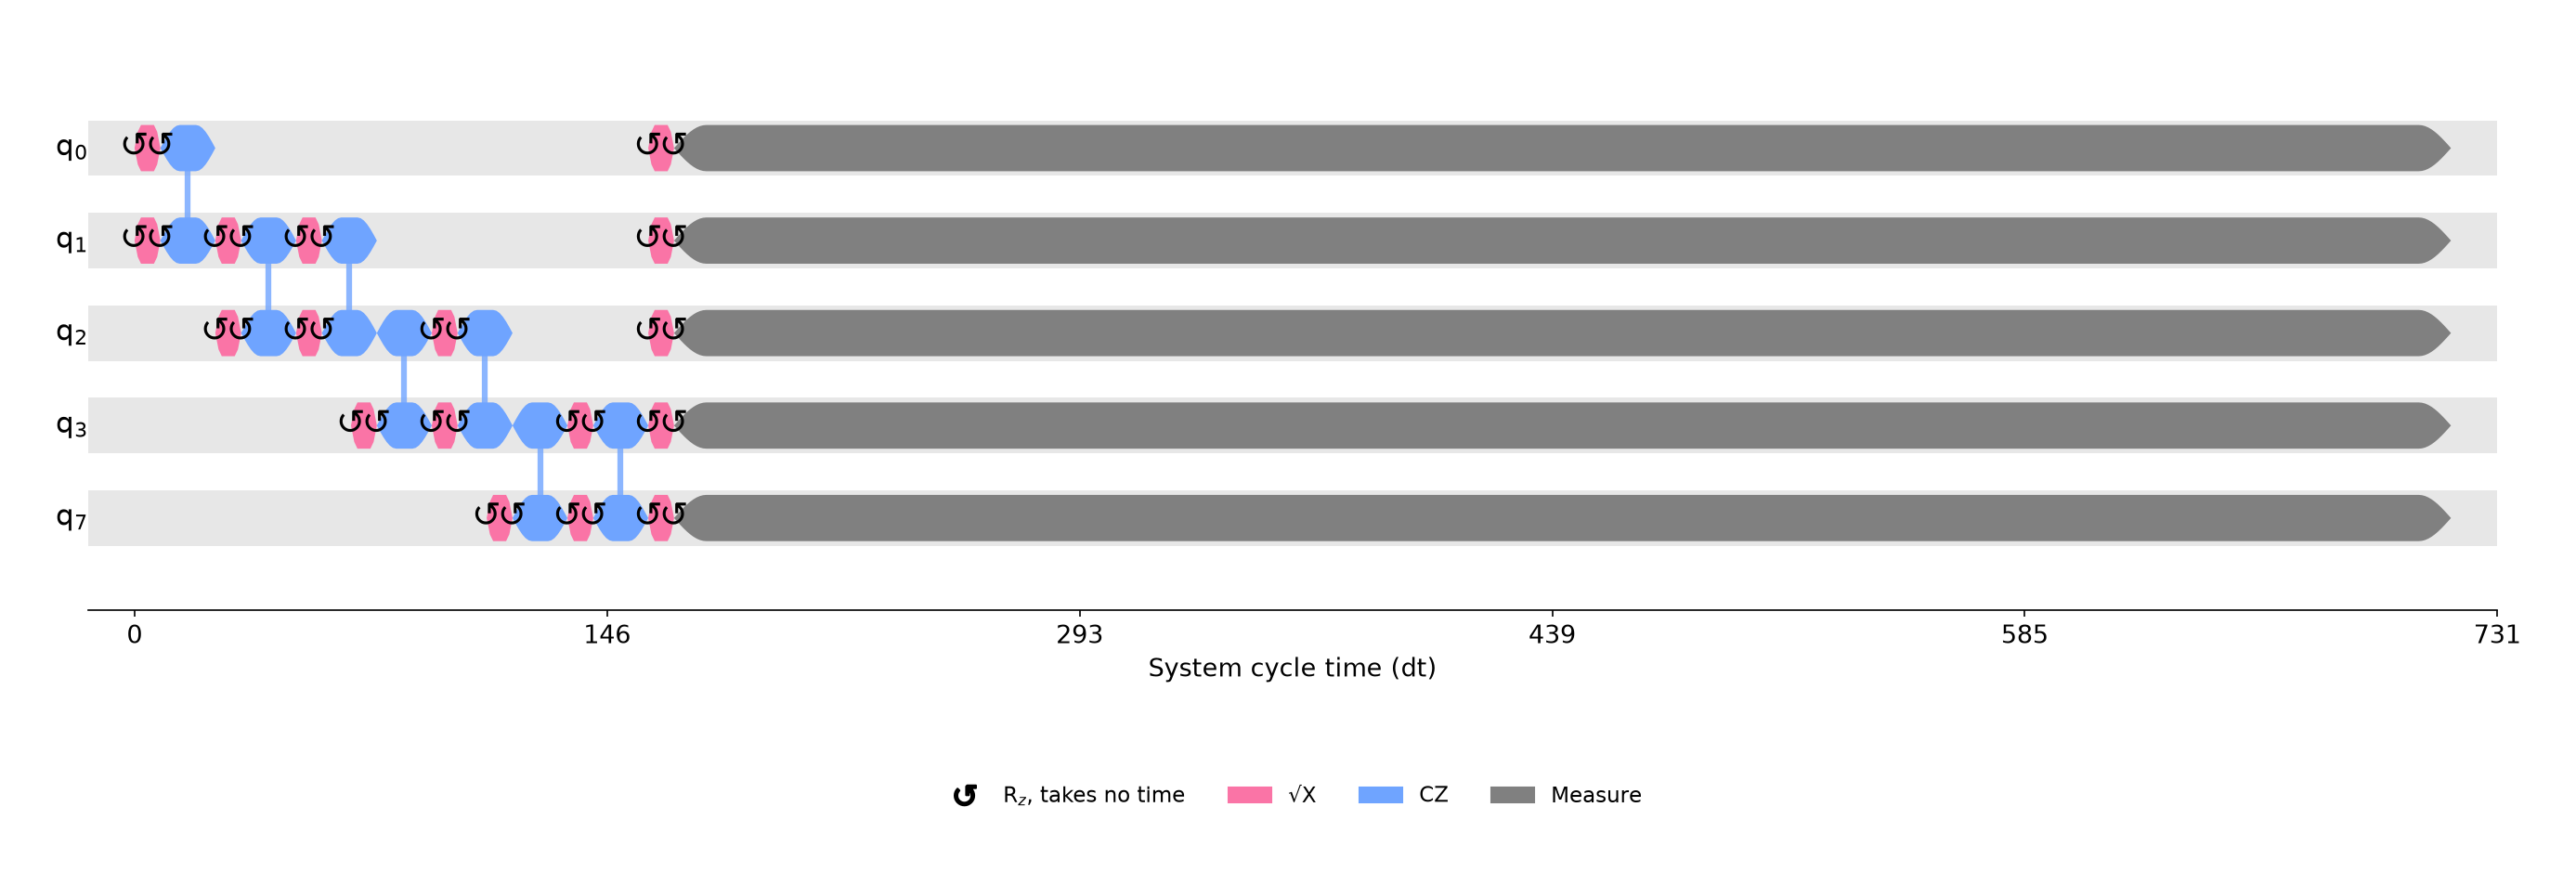 q0
q1
q2
q3
q7
0 146 293 439 585 731
System cycle time (dt)
↺ Rz, takes no time √X CZ Measure